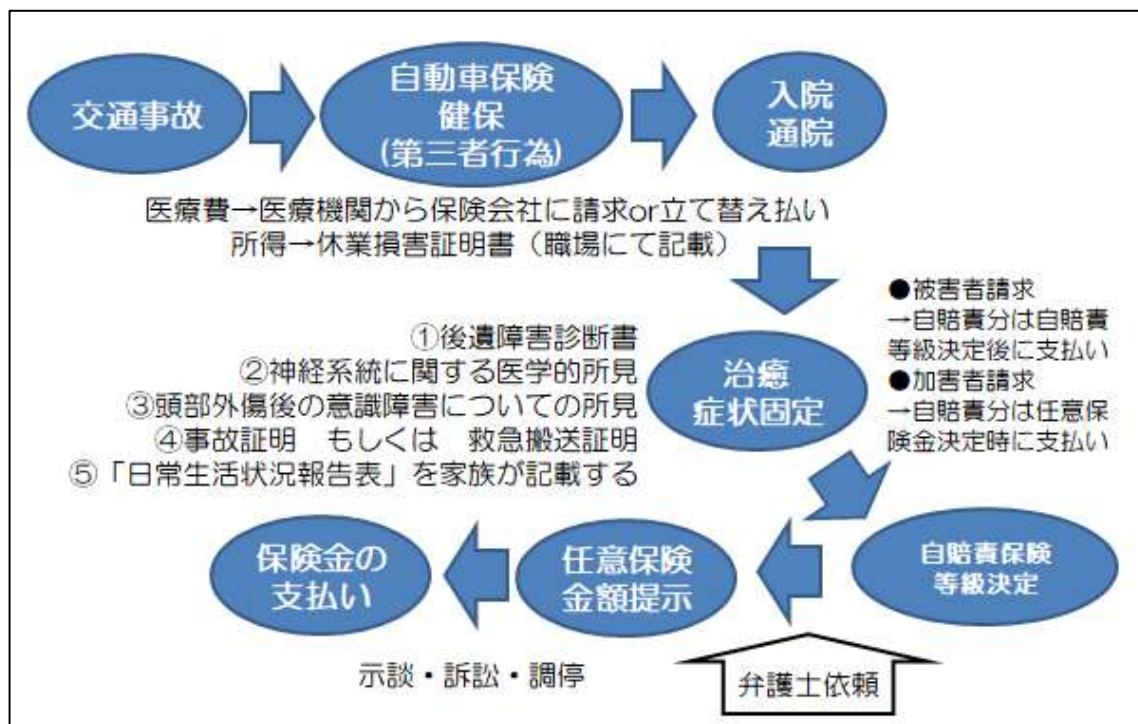 交通事故
自動車保険
健保
(第三者行為)
入院
通院
医療費→医療機関から保険会社に請求or立て替え払い
所得→休業損害証明書（職場にて記載）
①後遺障害診断書
②神経系統に関する医学的所見
③頭部外傷後の意識障害についての所見
④事故証明　もしくは　救急搬送証明
⑤「日常生活状況報告表」を家族が記載する
治癒
症状固定
●被害者請求
→自賠責分は自賠責
等級決定後に支払い
●加害者請求
→自賠責分は任意保
険金決定時に支払い
自賠責保険
等級決定
任意保険
金額提示
保険金の
支払い
示談・訴訟・調停
弁護士依頼